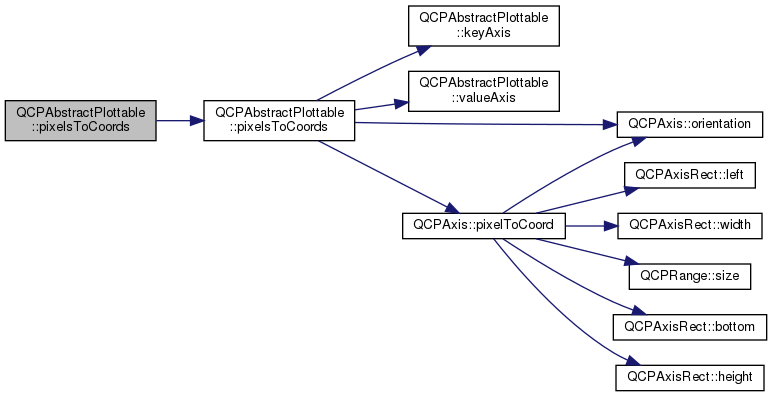 QCPAbstractPlottable
::pixelsToCoords
QCPAbstractPlottable
::pixelsToCoords
QCPAbstractPlottable
::keyAxis
QCPAbstractPlottable
::valueAxis
QCPAxis::orientation
QCPAxis::pixelToCoord
QCPAxisRect::left
QCPAxisRect::width
QCPRange::size
QCPAxisRect::bottom
QCPAxisRect::height